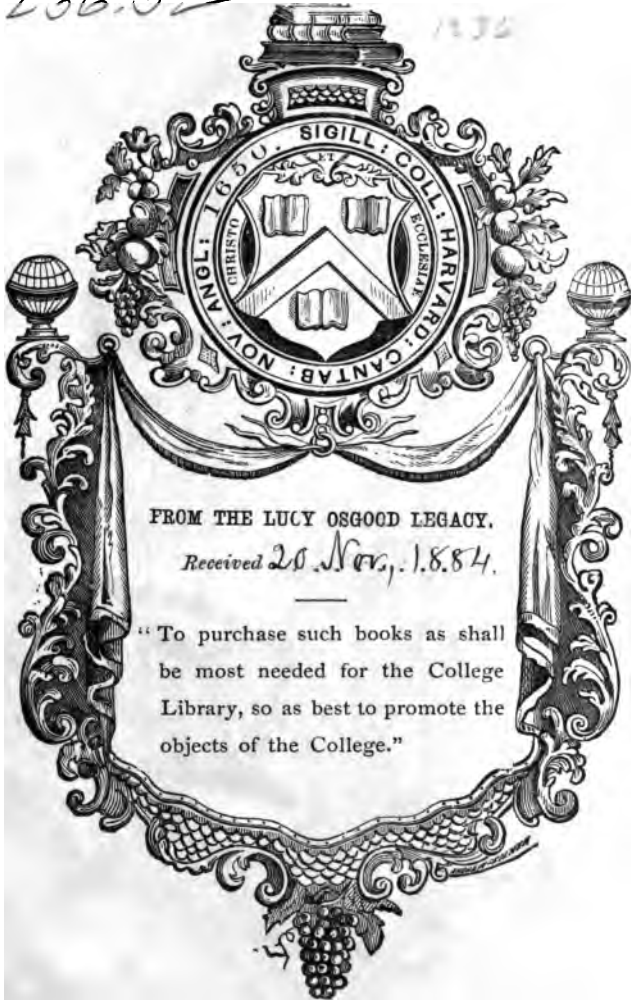 SIGILL: COLL: HARVARD: CANTAB: NOV: ANGL: 1650.
CHRISTO
ET
ECCLESIAE
FROM THE LUCY OSGOOD LEGACY.
Received 20 Nov, 1884.
“To purchase such books as shall
be most needed for the College
Library, so as best to promote the
objects of the College.”